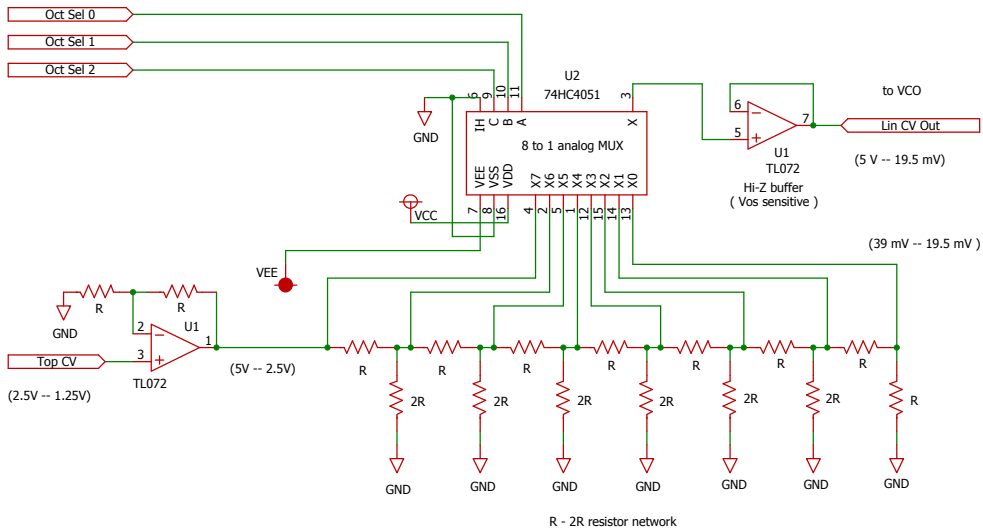 Oct Sel 0
Oct Sel 1
Oct Sel 2
U2
74HC4051
6
9
10
11
3
IH
C
B
A
X
8 to 1 analog MUX
VEE
VSS
VDD
X7
X6
X5
X4
X3
X2
X1
X0
7
8
16
4
2
5
1
12
15
14
13
GND
VCC
VEE
to VCO
6
5
7
U1
TL072
Hi-Z buffer
( Vos sensitive )
Lin CV Out
(5 V -- 19.5 mV)
(39 mV -- 19.5 mV )
R
R
GND
U1
2
3
1
TL072
Top CV
(2.5V -- 1.25V)
(5V -- 2.5V)
R
R
R
R
R
R
R
2R
2R
2R
2R
2R
2R
R
GND
GND
GND
GND
GND
GND
GND
R - 2R resistor network